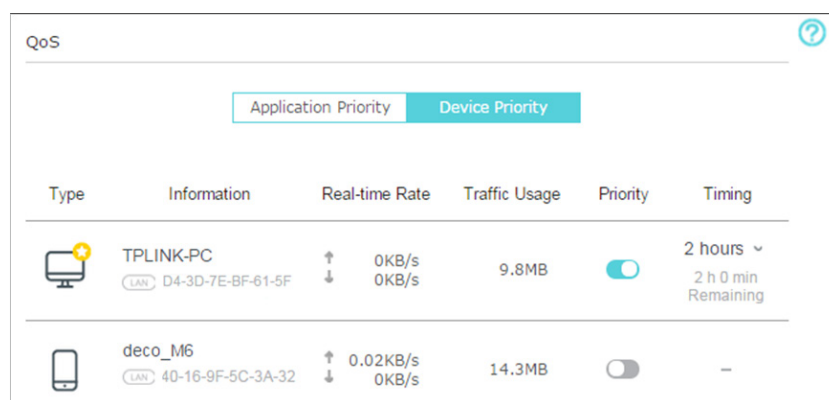 QoS
?
Application Priority Device Priority
Type Information Real-time Rate Traffic Usage Priority Timing
TPLINK-PC
LAN D4-3D-7E-BF-61-5F
↑ 0KB/s
↓ 0KB/s
9.8MB
2 hours
2 h 0 min
Remaining
deco_M6
LAN 40-16-9F-5C-3A-32
↑ 0.02KB/s
↓ 0KB/s
14.3MB
–